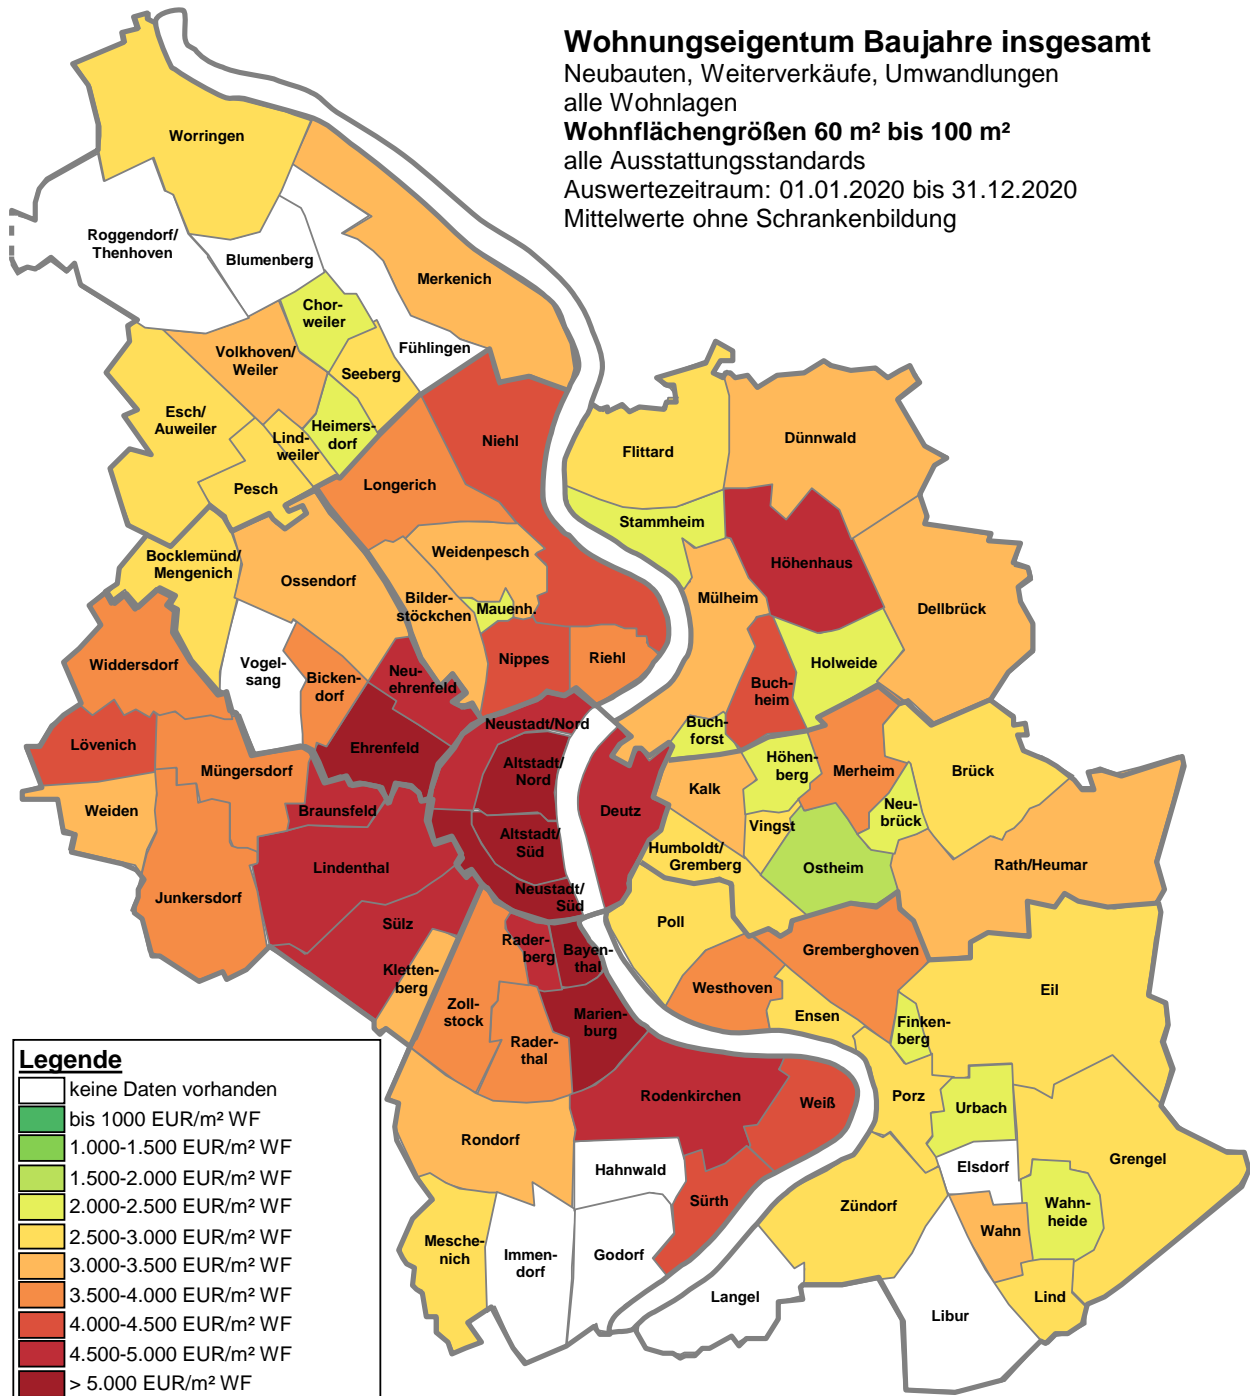 Wohnungseigentum Baujahre insgesamt
Neubauten, Weiterverkäufe, Umwandlungen
alle Wohnlagen
Wohnflächengrößen 60 m² bis 100 m²
alle Ausstattungsstandards
Auswertezeitraum: 01.01.2020 bis 31.12.2020
Mittelwerte ohne Schrankenbildung
Worringen
Roggendorf/
Thenhoven
Blumenberg
Merkenich
Chor-
weiler
Fühlingen
Volkhoven/
Weiler
Seeberg
Esch/
Auweiler
Heimers-
dorf
Lind-
weiler
Pesch
Niehl
Longerich
Flittard
Dünnwald
Stammheim
Höhenhaus
Bocklemünd/
Mengenich
Ossendorf
Weidenpesch
Bilder-
stöckchen
Mauenh.
Mülheim
Dellbrück
Widdersdorf
Vogel-
sang
Bicken-
dorf
Neu-
ehrenfeld
Nippes
Riehl
Holweide
Buch-
heim
Lövenich
Müngersdorf
Ehrenfeld
Neustadt/Nord
Altstadt/
Nord
Buch-
forst
Höhen-
berg
Merheim
Brück
Weiden
Braunsfeld
Deutz
Kalk
Vingst
Neu-
brück
Lindenthal
Altstadt/
Süd
Humboldt/
Gremberg
Ostheim
Rath/Heumar
Junkersdorf
Neustadt/
Süd
Sülz
Poll
Rader-
berg
Bayen-
thal
Gremberghoven
Kletten-
berg
Zoll-
stock
Marien-
burg
Westhoven
Ensen
Eil
Finken-
berg
Rader-
thal
Rodenkirchen
Weiß
Porz
Urbach
Rondorf
Hahnwald
Elsdorf
Grengel
Sürth
Zündorf
Wahn-
heide
Wahn
Mesche-
nich
Immen-
dorf
Godorf
Langel
Libur
Lind
Legende
keine Daten vorhanden
bis 1000 EUR/m² WF
1.000-1.500 EUR/m² WF
1.500-2.000 EUR/m² WF
2.000-2.500 EUR/m² WF
2.500-3.000 EUR/m² WF
3.000-3.500 EUR/m² WF
3.500-4.000 EUR/m² WF
4.000-4.500 EUR/m² WF
4.500-5.000 EUR/m² WF
> 5.000 EUR/m² WF